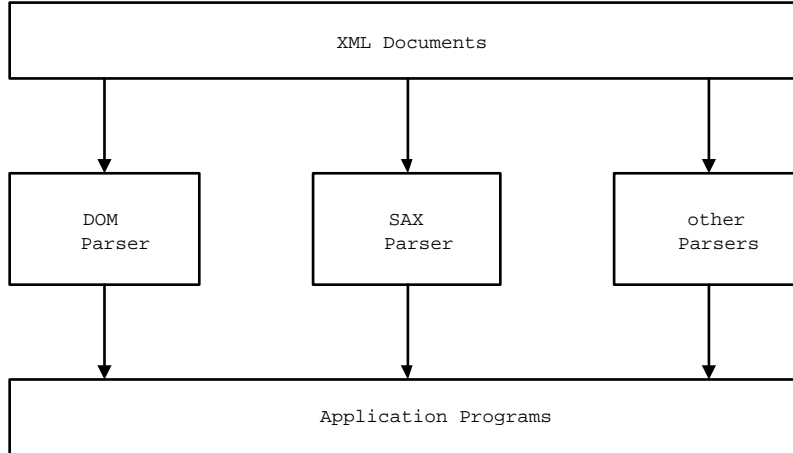 XML Documents
DOM
Parser
SAX
Parser
other
Parsers
Application Programs